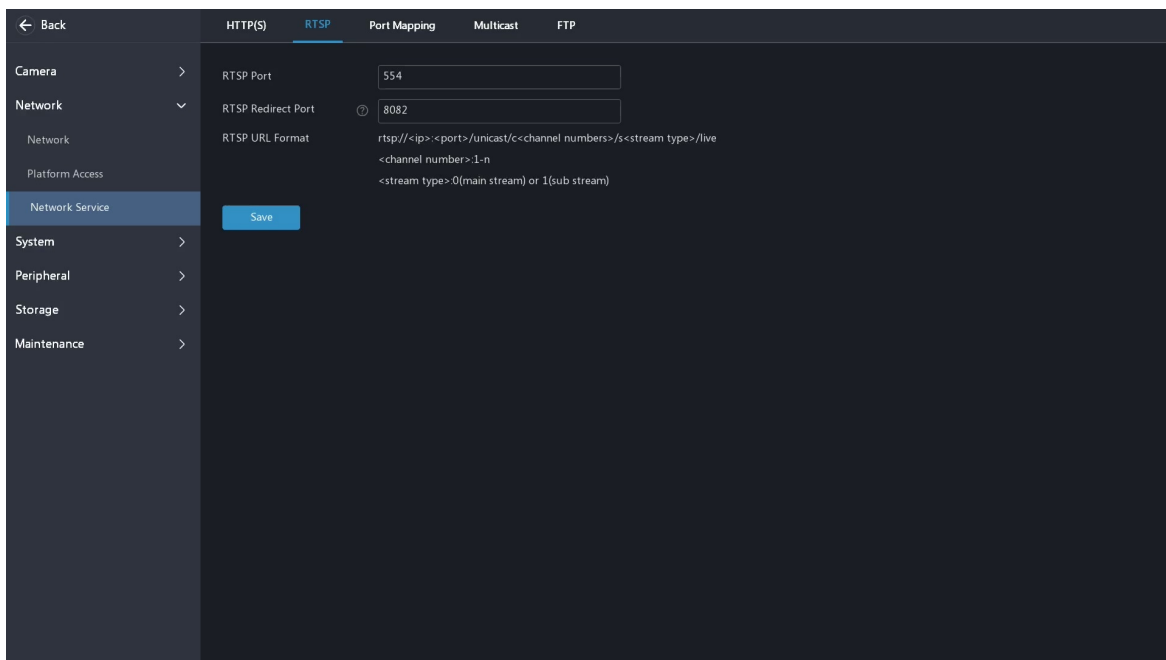 Back
HTTP(S) RTSP Port Mapping Multicast FTP
Camera
Network
Network
Platform Access
Network Service
System
Peripheral
Storage
Maintenance
RTSP Port 554
RTSP Redirect Port ? 8082
RTSP URL Format rtsp://<ip>:<port>/unicast/c<channel numbers>/s<stream type>/live
<channel number>:1-n
<stream type>:0(main stream) or 1(sub stream)
Save